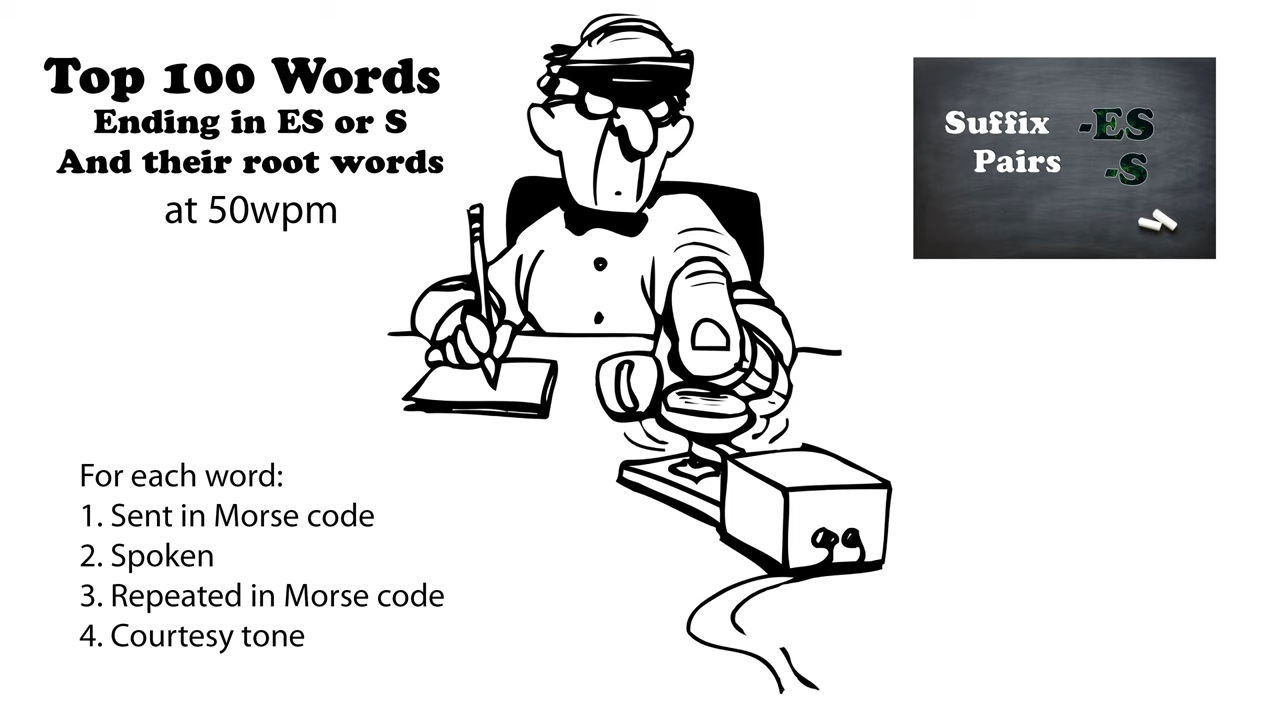 Top 100 Words
Ending in ES or S
And their root words
at 50wpm
Suffix -ES
Pairs -S
For each word:
1. Sent in Morse code
2. Spoken
3. Repeated in Morse code
4. Courtesy tone